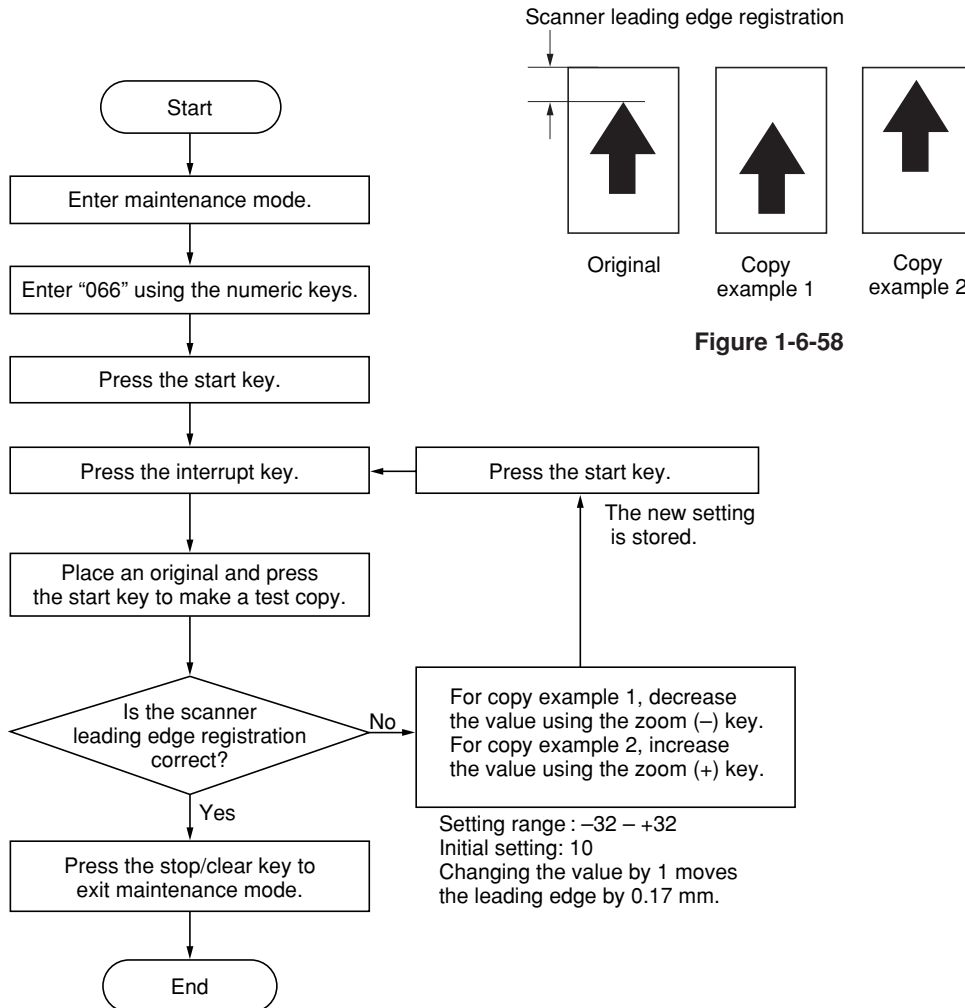 Scanner leading edge registration
Original
Copy
example 1
Copy
example 2
Figure 1-6-58
Start
Enter maintenance mode.
Enter “066” using the numeric keys.
Press the start key.
Press the interrupt key.
Press the start key.
The new setting
is stored.
Place an original and press
the start key to make a test copy.
Is the scanner
leading edge registration
correct?
No
For copy example 1, decrease
the value using the zoom (–) key.
For copy example 2, increase
the value using the zoom (+) key.
Setting range : –32 – +32
Initial setting: 10
Changing the value by 1 moves
the leading edge by 0.17 mm.
Yes
Press the stop/clear key to
exit maintenance mode.
End